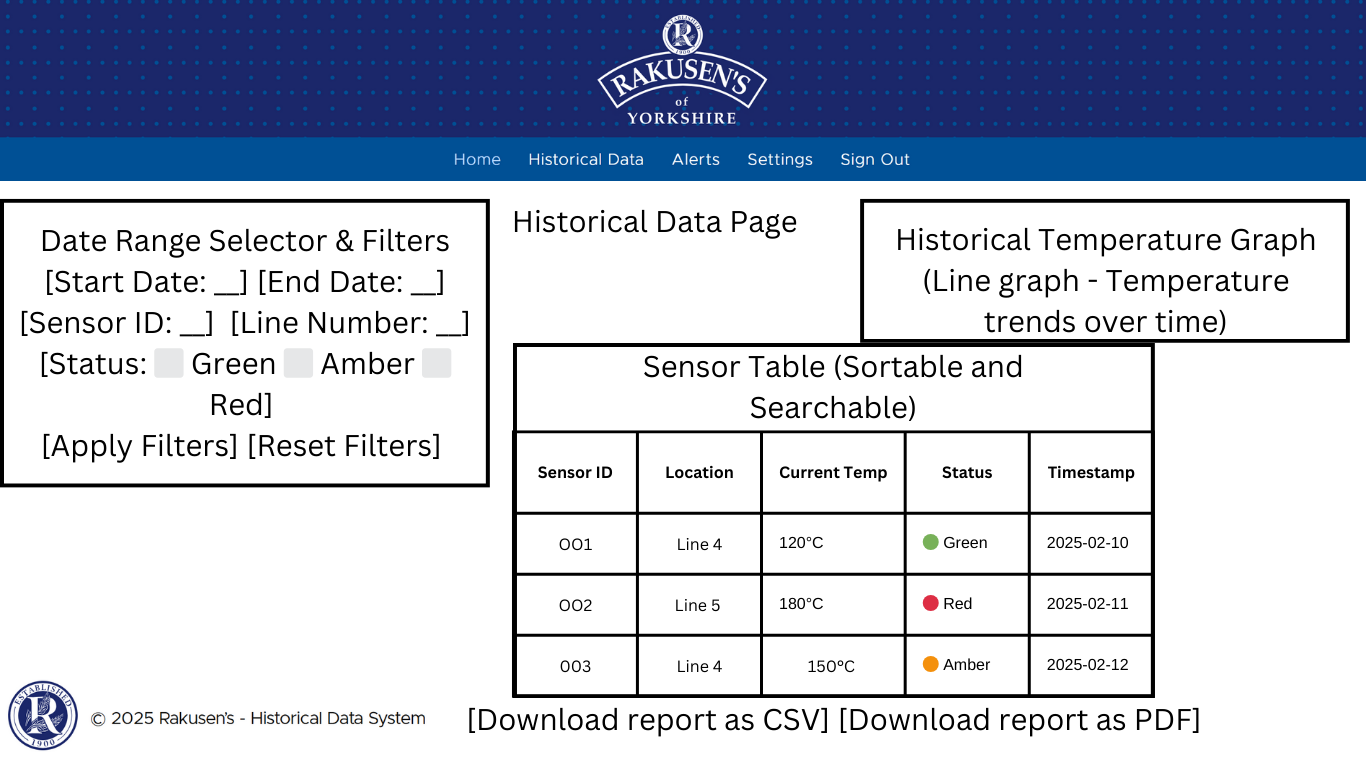 ESTABLISHED
R
1900
RAKUSEN'S
of
YORKSHIRE
Home Historical Data Alerts Settings Sign Out
Date Range Selector & Filters
[Start Date: __] [End Date: __]
[Sensor ID: __] [Line Number: __]
[Status: Green Amber
Red]
[Apply Filters] [Reset Filters]
Historical Data Page
Historical Temperature Graph
(Line graph - Temperature
trends over time)
Sensor Table (Sortable and
Searchable)
Sensor ID Location Current Temp Status Timestamp
001 Line 4 120°C Green 2025-02-10
002 Line 5 180°C Red 2025-02-11
003 Line 4 150°C Amber 2025-02-12
ESTABLISHED
R
1900
© 2025 Rakusen's - Historical Data System
[Download report as CSV] [Download report as PDF]